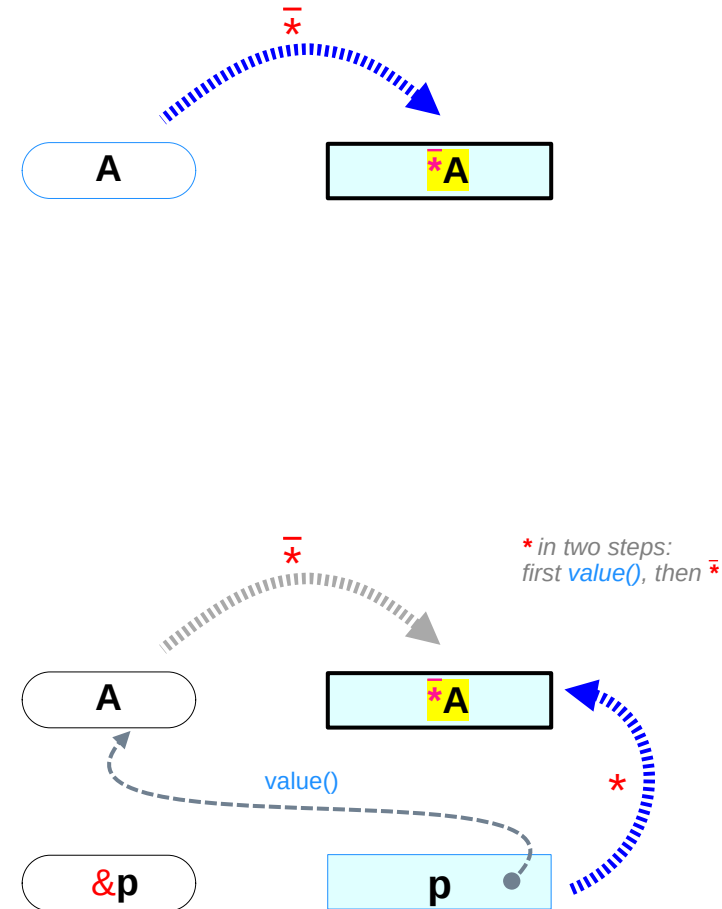 *̅
A
*̅A
*̅
* in two steps:
first value(), then *̅
A
*̅A
value()
*
&p
p